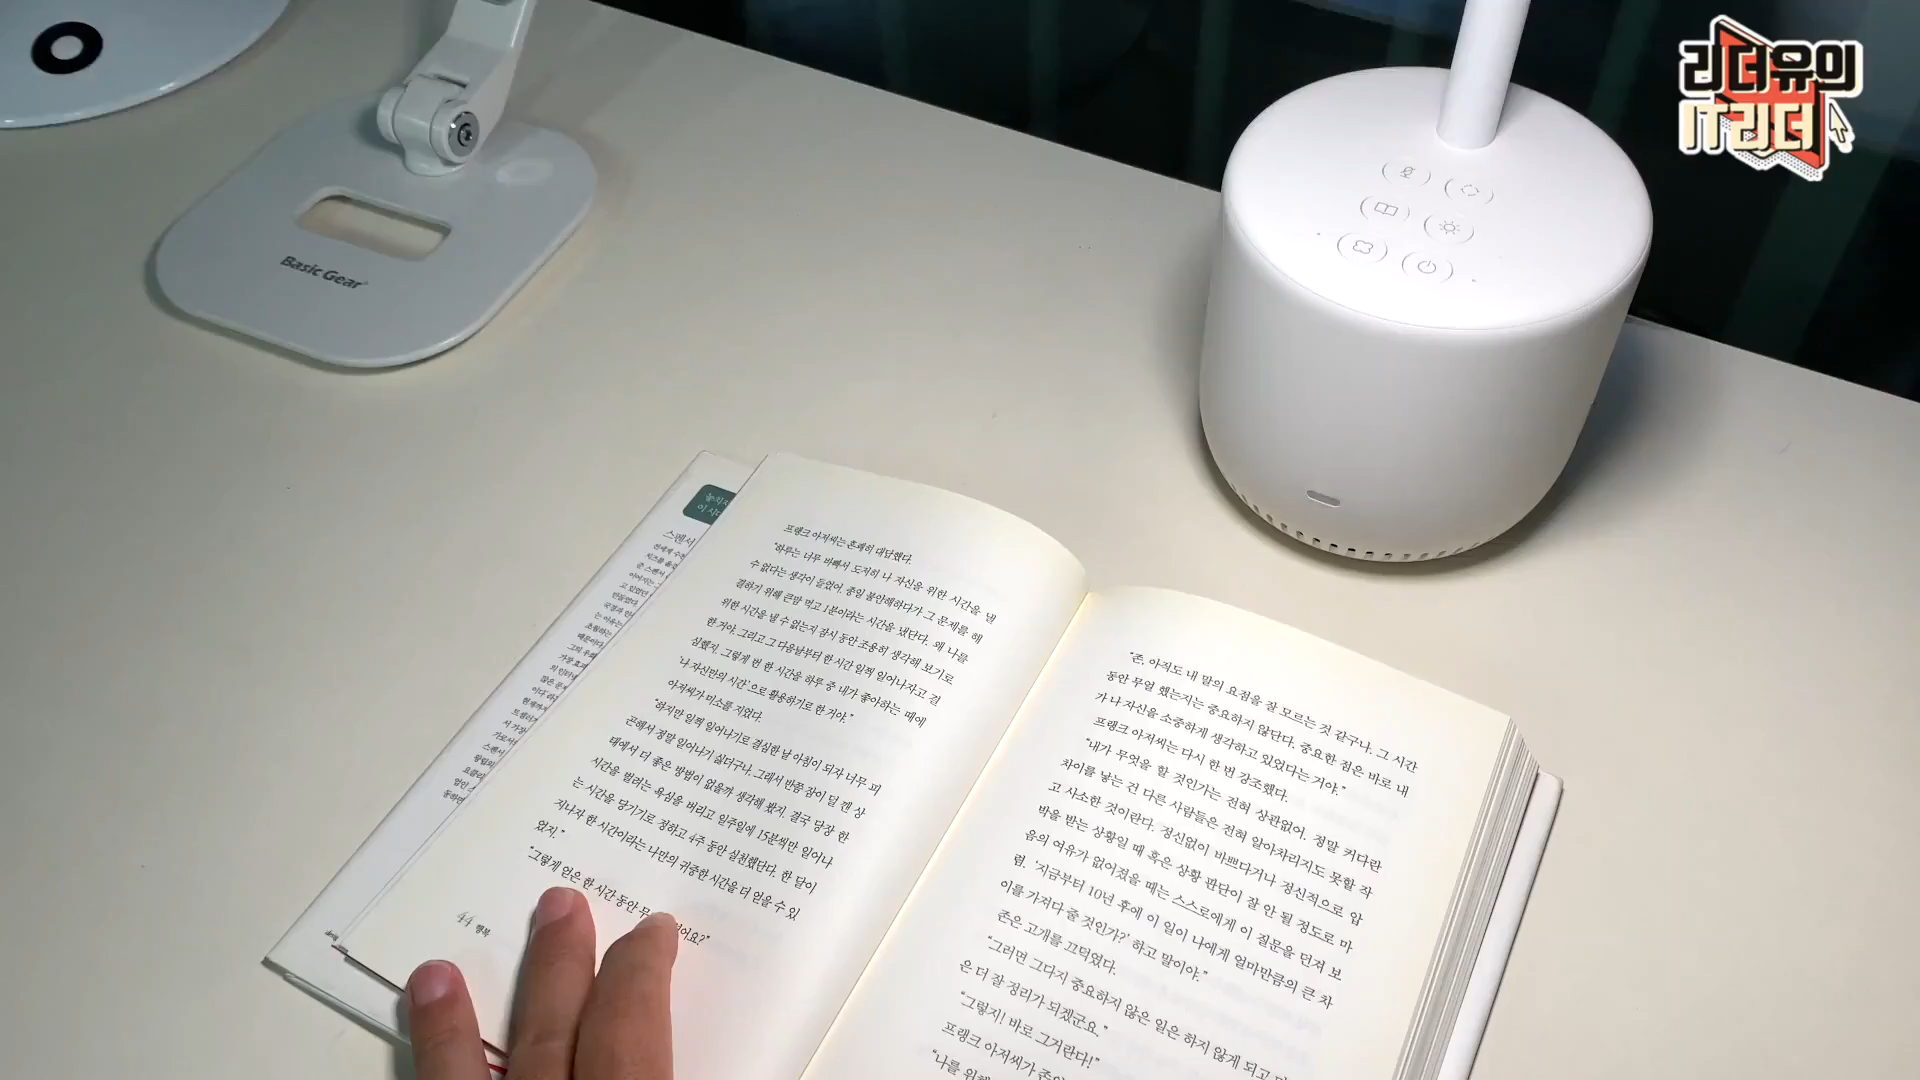 리더유의
IT리더
Basic Gear
스펜서
프랭크 아저씨는 흔쾌히 대답했다.
"하루는 너무 바빠서 도저히 나 자신을 위한 시간을 낼
수 없다는 생각이 들었어. 종일 불안해하다가 그 문제를 해
결하기 위해 큰맘 먹고 1분이라는 시간을 냈단다. 왜 나를
위한 시간을 낼 수 없는지 잠시 동안 조용히 생각해 보기로
한 거야. 그리고 그 다음날부터 한 시간 일찍 일어나자고 결
심했지. 그렇게 번 한 시간을 하루 중 내가 좋아하는 때에
'나 자신만의 시간'으로 활용하기로 한 거야."
아저씨가 미소를 지었다.
"하지만 일찍 일어나기로 결심한 날 아침이 되자 너무 피
곤해서 정말 일어나기 싫더구나. 그래서 반쯤 잠이 덜 깬 상
태에서 더 좋은 방법이 없을까 생각해 봤지. 결국 당장 한
시간을 벌려는 욕심을 버리고 일주일에 15분씩만 일어나
는 시간을 당기기로 정하고 4주 동안 실천했단다. 한 달이
지나자 한 시간이라는 나만의 귀중한 시간을 더 얻을 수 있
었지."
"그렇게 얻은 한 시간 동안
44 행복
"존, 아직도 내 말의 요점을 잘 모르는 것 같구나. 그 시간
동안 무얼 했는지는 중요하지 않단다. 중요한 점은 바로 내
가 나 자신을 소중하게 생각하고 있었다는 거야."
프랭크 아저씨는 다시 한 번 강조했다.
"내가 무엇을 할 것인가는 전혀 상관없어. 정말 커다란
차이를 낳는 건 다른 사람들은 전혀 알아차리지도 못할 작
고 사소한 것이란다. 정신없이 바쁘다거나 정신적으로 압
박을 받는 상황일 때 혹은 상황 판단이 잘 안 될 정도로 마
음의 여유가 없어졌을 때는 스스로에게 이 질문을 던져 보
렴. '지금부터 10년 후에 이 일이 나에게 얼마만큼의 큰 차
이를 가져다 줄 것인가?' 하고 말이야."
존은 고개를 끄덕였다.
"그러면 그다지 중요하지 않은 일은 하지 않게 되고
은 더 잘 정리가 되겠군요."
"그렇지! 바로 그거란다!"
프랭크 아저씨가
"나를 위해